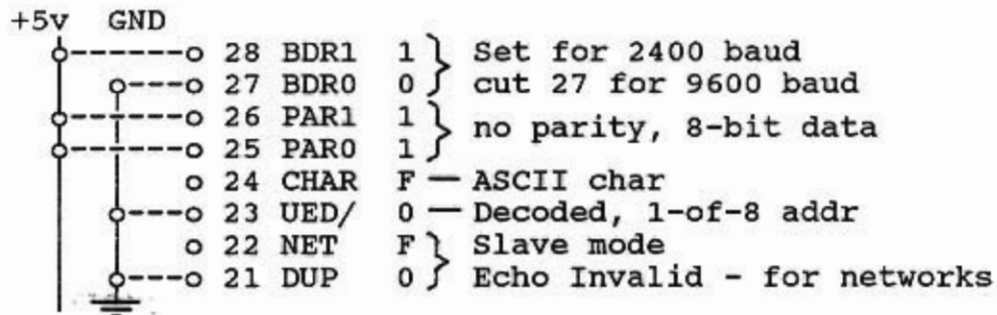 +5v GND
28 BDR1 1 Set for 2400 baud
27 BDR0 0 cut 27 for 9600 baud
26 PAR1 1 no parity, 8-bit data
25 PAR0 1
24 CHAR F — ASCII char
23 UED/ 0 — Decoded, 1-of-8 addr
22 NET F Slave mode
21 DUP 0 Echo Invalid - for networks